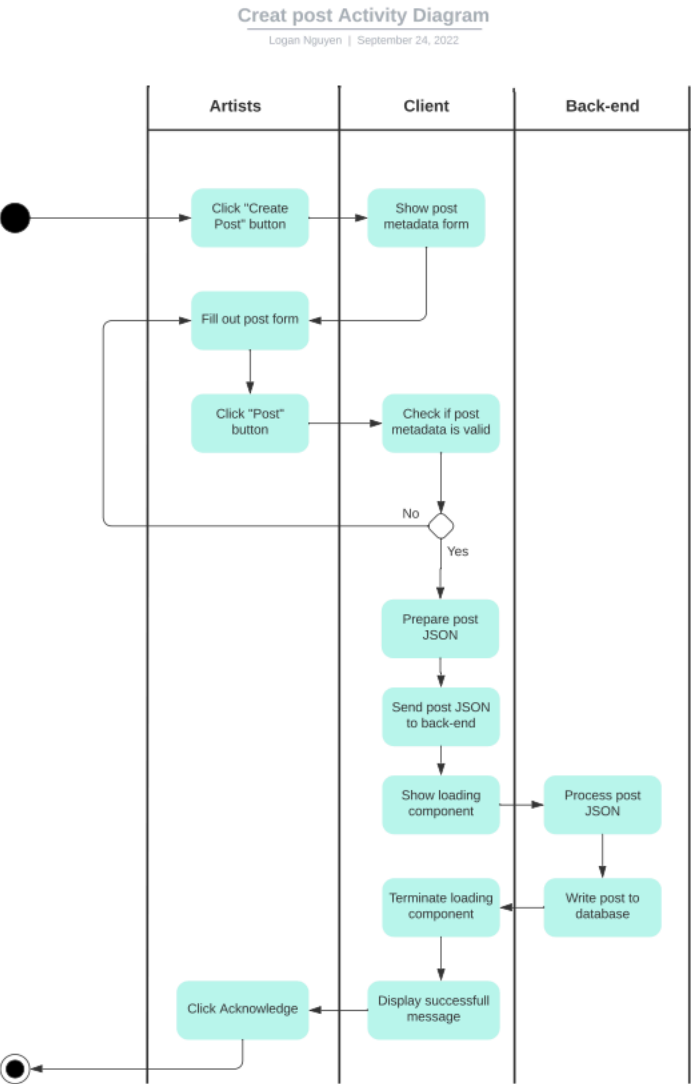 Creat post Activity Diagram
Logan Nguyen | September 24, 2022
Artists
Client
Back-end
Click "Create
Post" button
Show post
metadata form
Fill out post form
Click "Post"
button
Check if post
metadata is valid
No
Yes
Prepare post
JSON
Send post JSON
to back-end
Show loading
component
Process post
JSON
Terminate loading
component
Write post to
database
Click Acknowledge
Display successfull
message